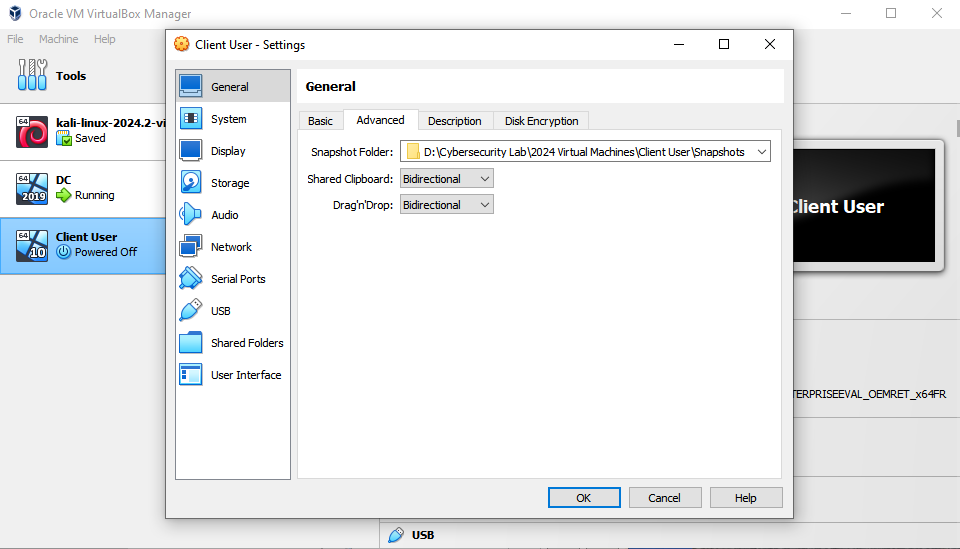 Oracle VM VirtualBox Manager
File Machine Help
Tools
64
kali-linux-2024.2-vi
Saved
64
2019
DC
Running
64
10
Client User
Powered Off
Client User - Settings
General
System
Display
Storage
Audio
Network
Serial Ports
USB
Shared Folders
User Interface
General
Basic Advanced Description Disk Encryption
Snapshot Folder: D:\Cybersecurity Lab\2024 Virtual Machines\Client User\Snapshots
Shared Clipboard: Bidirectional
Drag'n'Drop: Bidirectional
OK Cancel Help
Client User
TERPRISEEVAL_OEMRET_x64FR
USB